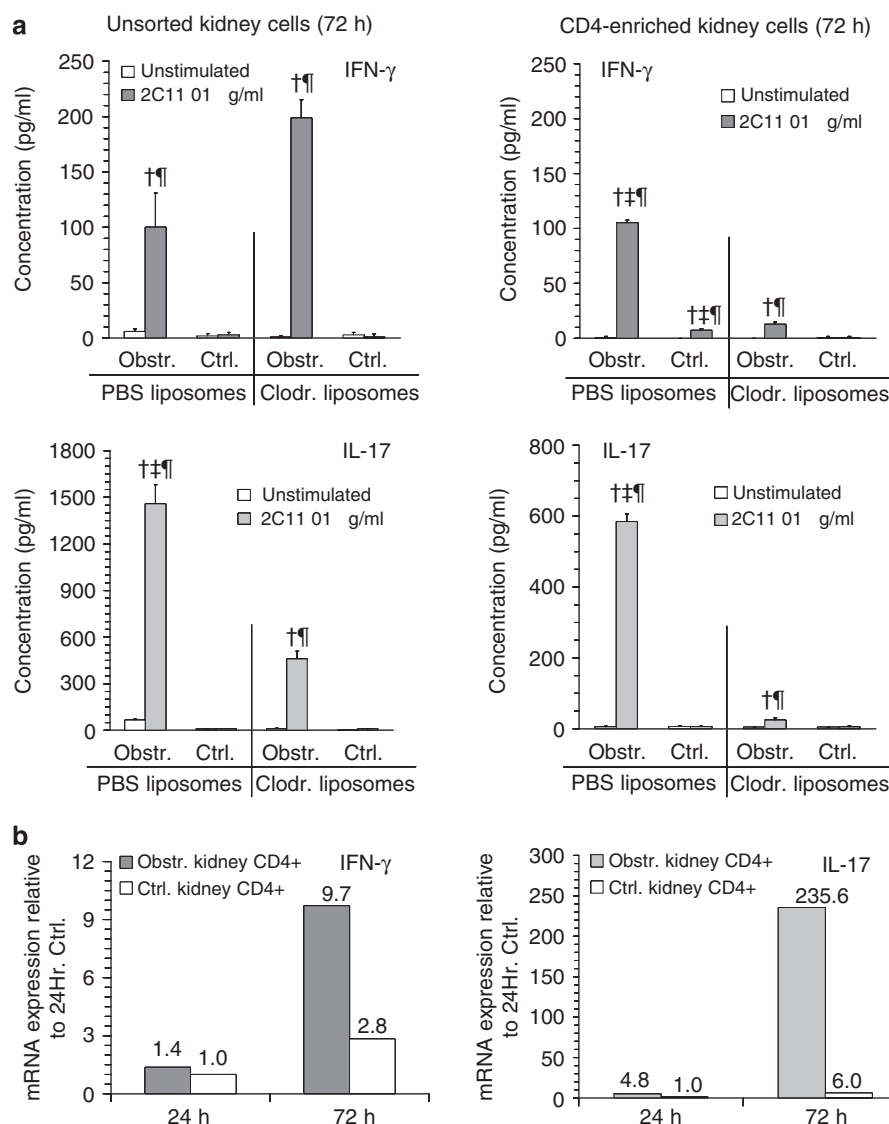 a
Unsorted kidney cells (72 h)
CD4-enriched kidney cells (72 h)
Concentration (pg/ml)
250
200
150
100
50
0
Unstimulated
2C11 01 g/ml
IFN-γ
†¶
†¶
Obstr. Ctrl. Obstr. Ctrl.
PBS liposomes Clodr. liposomes
Concentration (pg/ml)
250
200
150
100
50
0
IFN-γ
Unstimulated
2C11 01 g/ml
†‡¶
†‡¶
†¶
Obstr. Ctrl. Obstr. Ctrl.
PBS liposomes Clodr. liposomes
Concentration (pg/ml)
1800
1500
1200
900
600
300
0
IL-17
Unstimulated
2C11 01 g/ml
†‡¶
†¶
Obstr. Ctrl. Obstr. Ctrl.
PBS liposomes Clodr. liposomes
Concentration (pg/ml)
800
600
400
200
0
IL-17
Unstimulated
2C11 01 g/ml
†‡¶
†¶
Obstr. Ctrl. Obstr. Ctrl.
PBS liposomes Clodr. liposomes
b
mRNA expression relative
to 24Hr. Ctrl.
12
9
6
3
0
Obstr. kidney CD4+
Ctrl. kidney CD4+
IFN-γ
1.4
1.0
9.7
2.8
24 h
72 h
mRNA expression relative
to 24Hr. Ctrl.
300
250
200
150
100
50
0
Obstr. kidney CD4+
Ctrl. kidney CD4+
IL-17
4.8
1.0
235.6
6.0
24 h
72 h